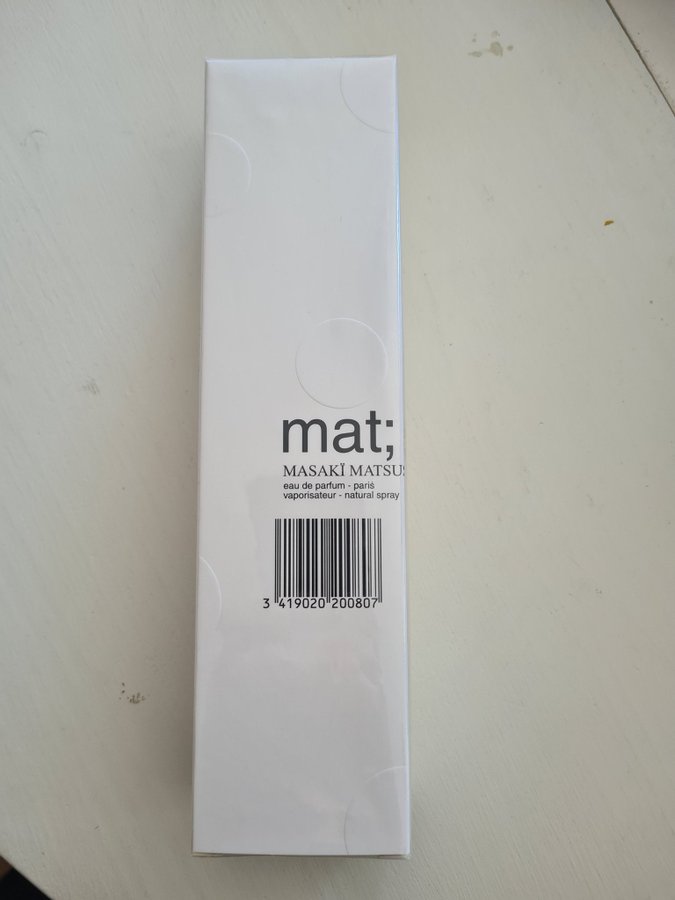 mat;
MASAKÏ MATSU
eau de parfum - paris
vaporisateur - natural spray
3 419020 200807